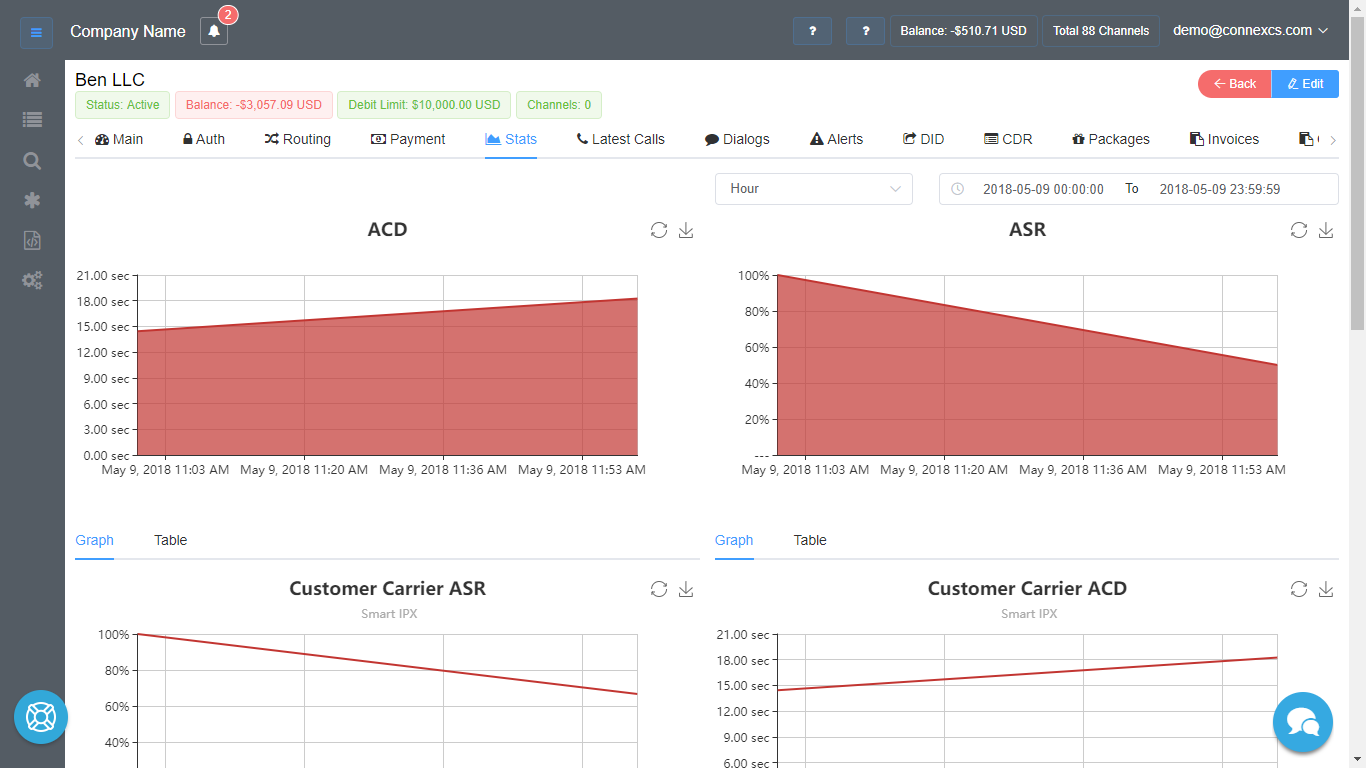 Company Name 2 ? ? Balance: -$510.71 USD Total 88 Channels demo@connexcs.com
Ben LLC Back Edit
Status: Active Balance: -$3,057.09 USD Debit Limit: $10,000.00 USD Channels: 0
Main Auth Routing Payment Stats Latest Calls Dialogs Alerts DID CDR Packages Invoices
Hour 2018-05-09 00:00:00 To 2018-05-09 23:59:59
ACD
21.00 sec
18.00 sec
15.00 sec
12.00 sec
9.00 sec
6.00 sec
3.00 sec
0.00 sec
May 9, 2018 11:03 AM May 9, 2018 11:20 AM May 9, 2018 11:36 AM May 9, 2018 11:53 AM
ASR
100%
80%
60%
40%
20%
---
May 9, 2018 11:03 AM May 9, 2018 11:20 AM May 9, 2018 11:36 AM May 9, 2018 11:53 AM
Graph Table
Customer Carrier ASR
Smart IPX
100%
80%
60%
40%
Graph Table
Customer Carrier ACD
Smart IPX
21.00 sec
18.00 sec
15.00 sec
12.00 sec
9.00 sec
6.00 sec